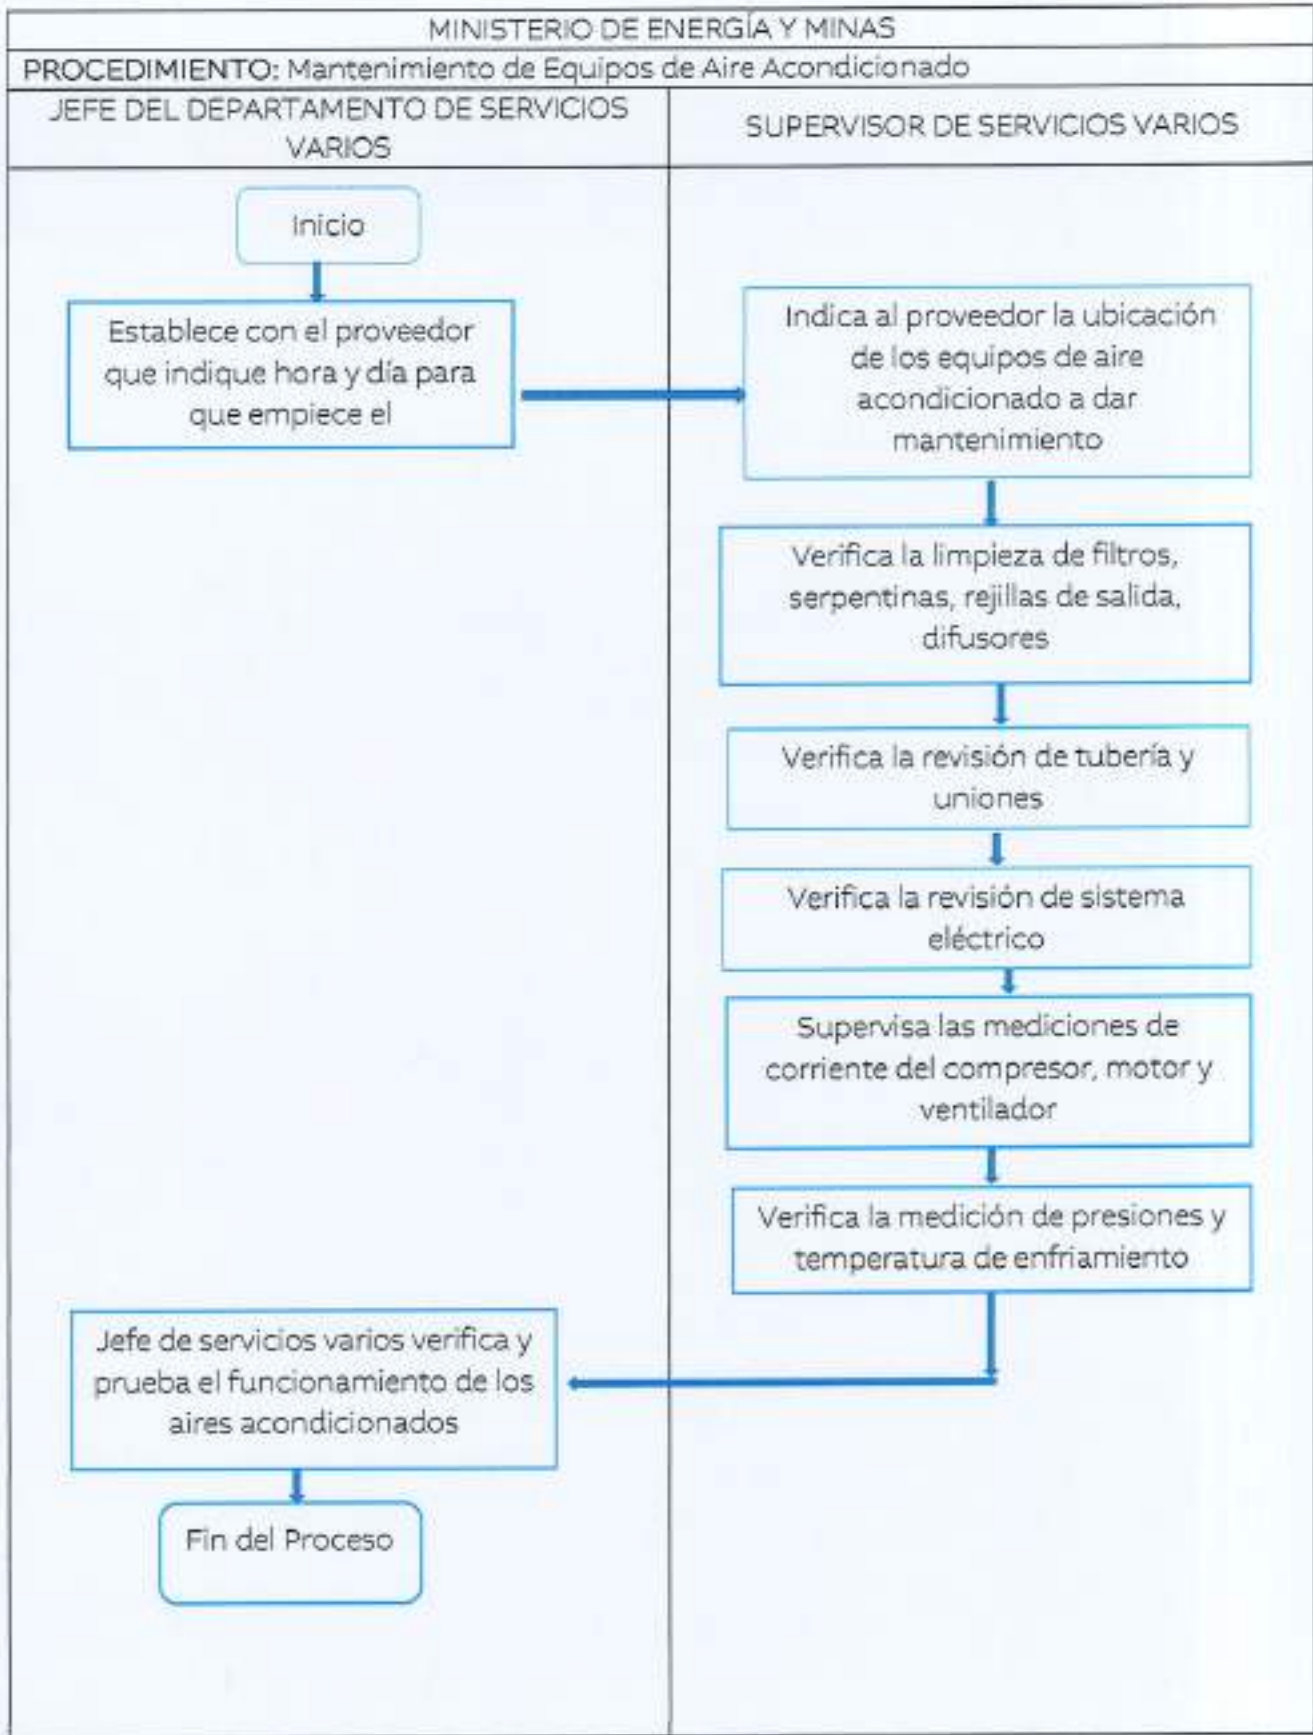 MINISTERIO DE ENERGÍA Y MINAS
PROCEDIMIENTO: Mantenimiento de Equipos de Aire Acondicionado
JEFE DEL DEPARTAMENTO DE SERVICIOS
VARIOS
SUPERVISOR DE SERVICIOS VARIOS
Inicio
Establece con el proveedor
que indique hora y día para
que empiece el
Indica al proveedor la ubicación
de los equipos de aire
acondicionado a dar
mantenimiento
Verifica la limpieza de filtros,
serpentinas, rejillas de salida,
difusores
Verifica la revisión de tubería y
uniones
Verifica la revisión de sistema
eléctrico
Supervisa las mediciones de
corriente del compresor, motor y
ventilador
Verifica la medición de presiones y
temperatura de enfriamiento
Jefe de servicios varios verifica y
prueba el funcionamiento de los
aires acondicionados
Fin del Proceso